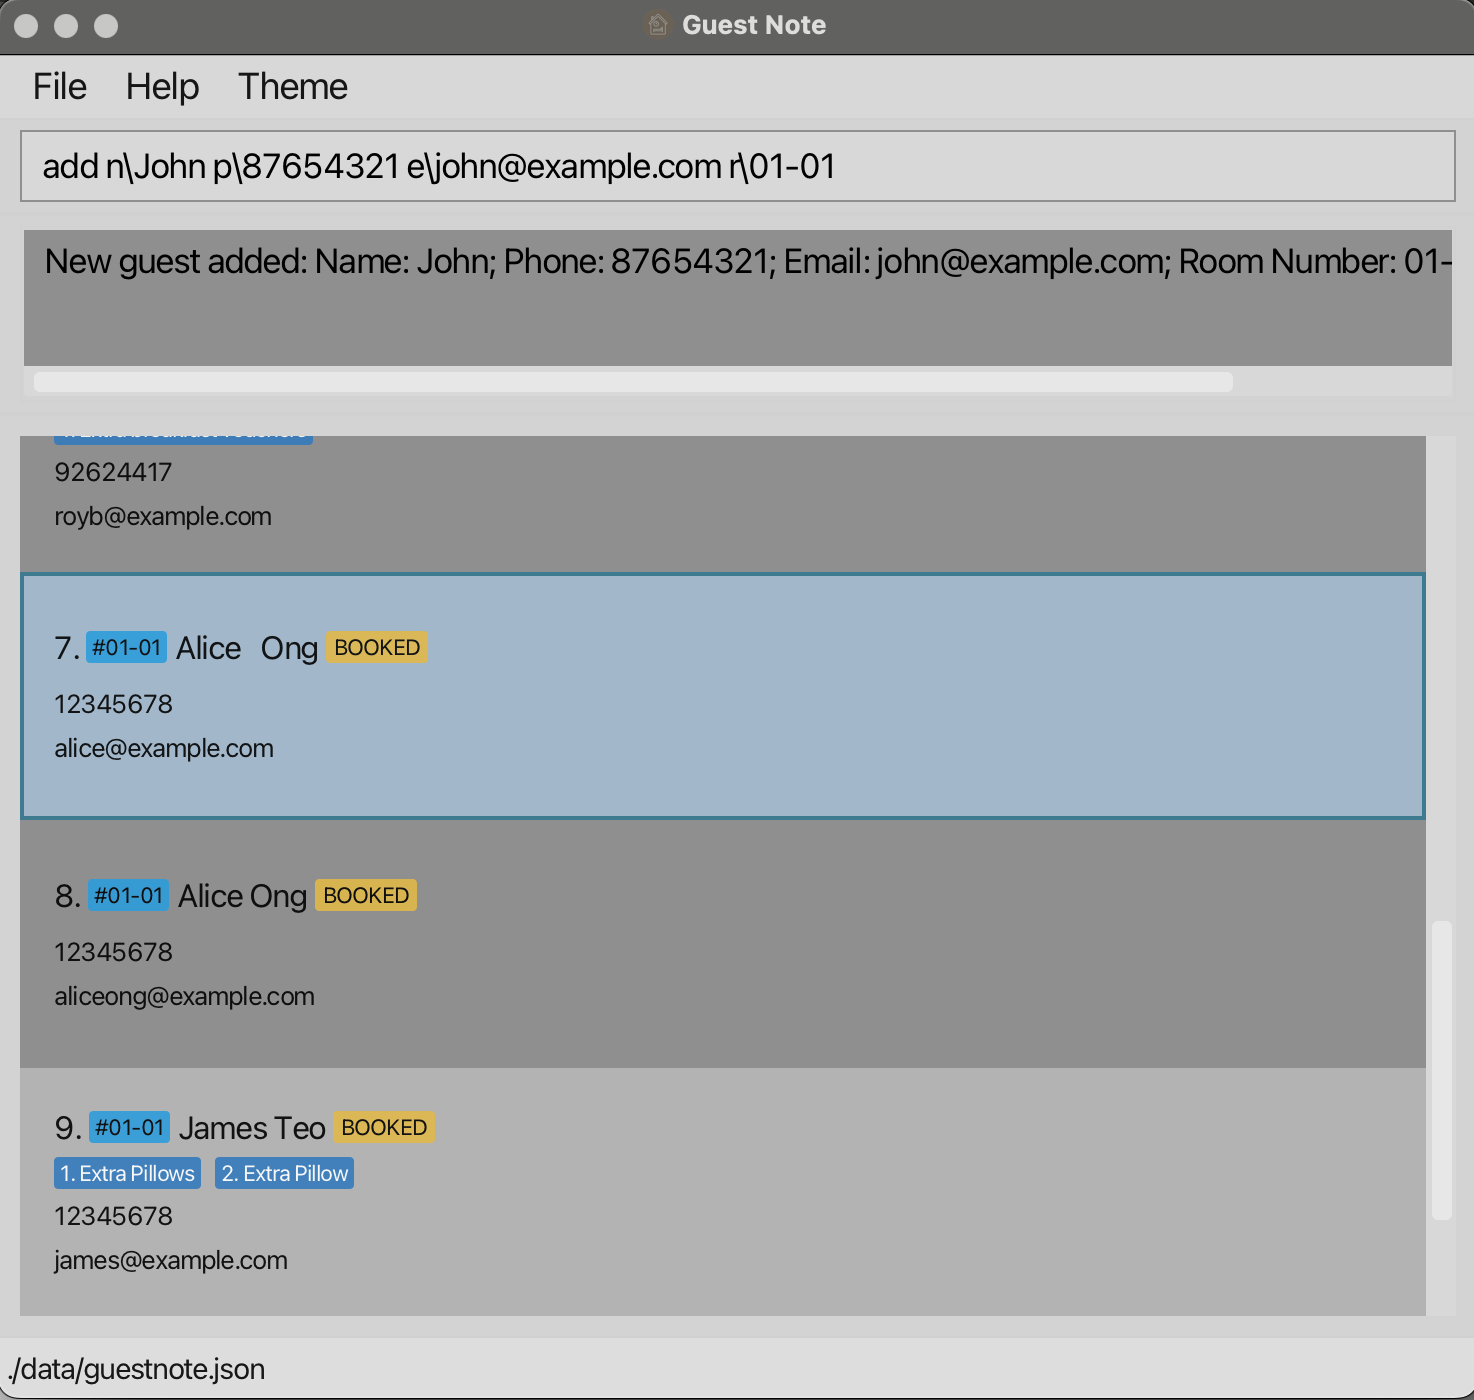 Guest Note
File Help Theme
add n\John p\87654321 e\john@example.com r\01-01
New guest added: Name: John; Phone: 87654321; Email: john@example.com; Room Number: 01-
92624417
royb@example.com
7. #01-01 Alice   Ong BOOKED
12345678
alice@example.com
8. #01-01 Alice Ong BOOKED
12345678
aliceong@example.com
9. #01-01 James Teo BOOKED
1. Extra Pillows 2. Extra Pillow
12345678
james@example.com
./data/guestnote.json